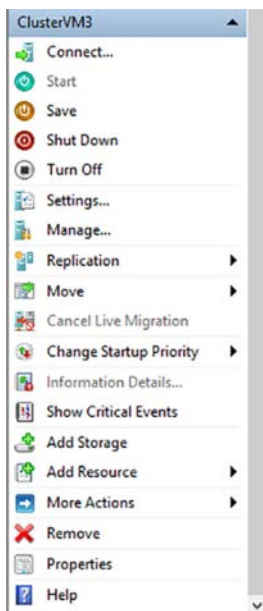 ClusterVM3
Connect...
Start
Save
Shut Down
Turn Off
Settings...
Manage...
Replication
Move
Cancel Live Migration
Change Startup Priority
Information Details...
Show Critical Events
Add Storage
Add Resource
More Actions
Remove
Properties
Help